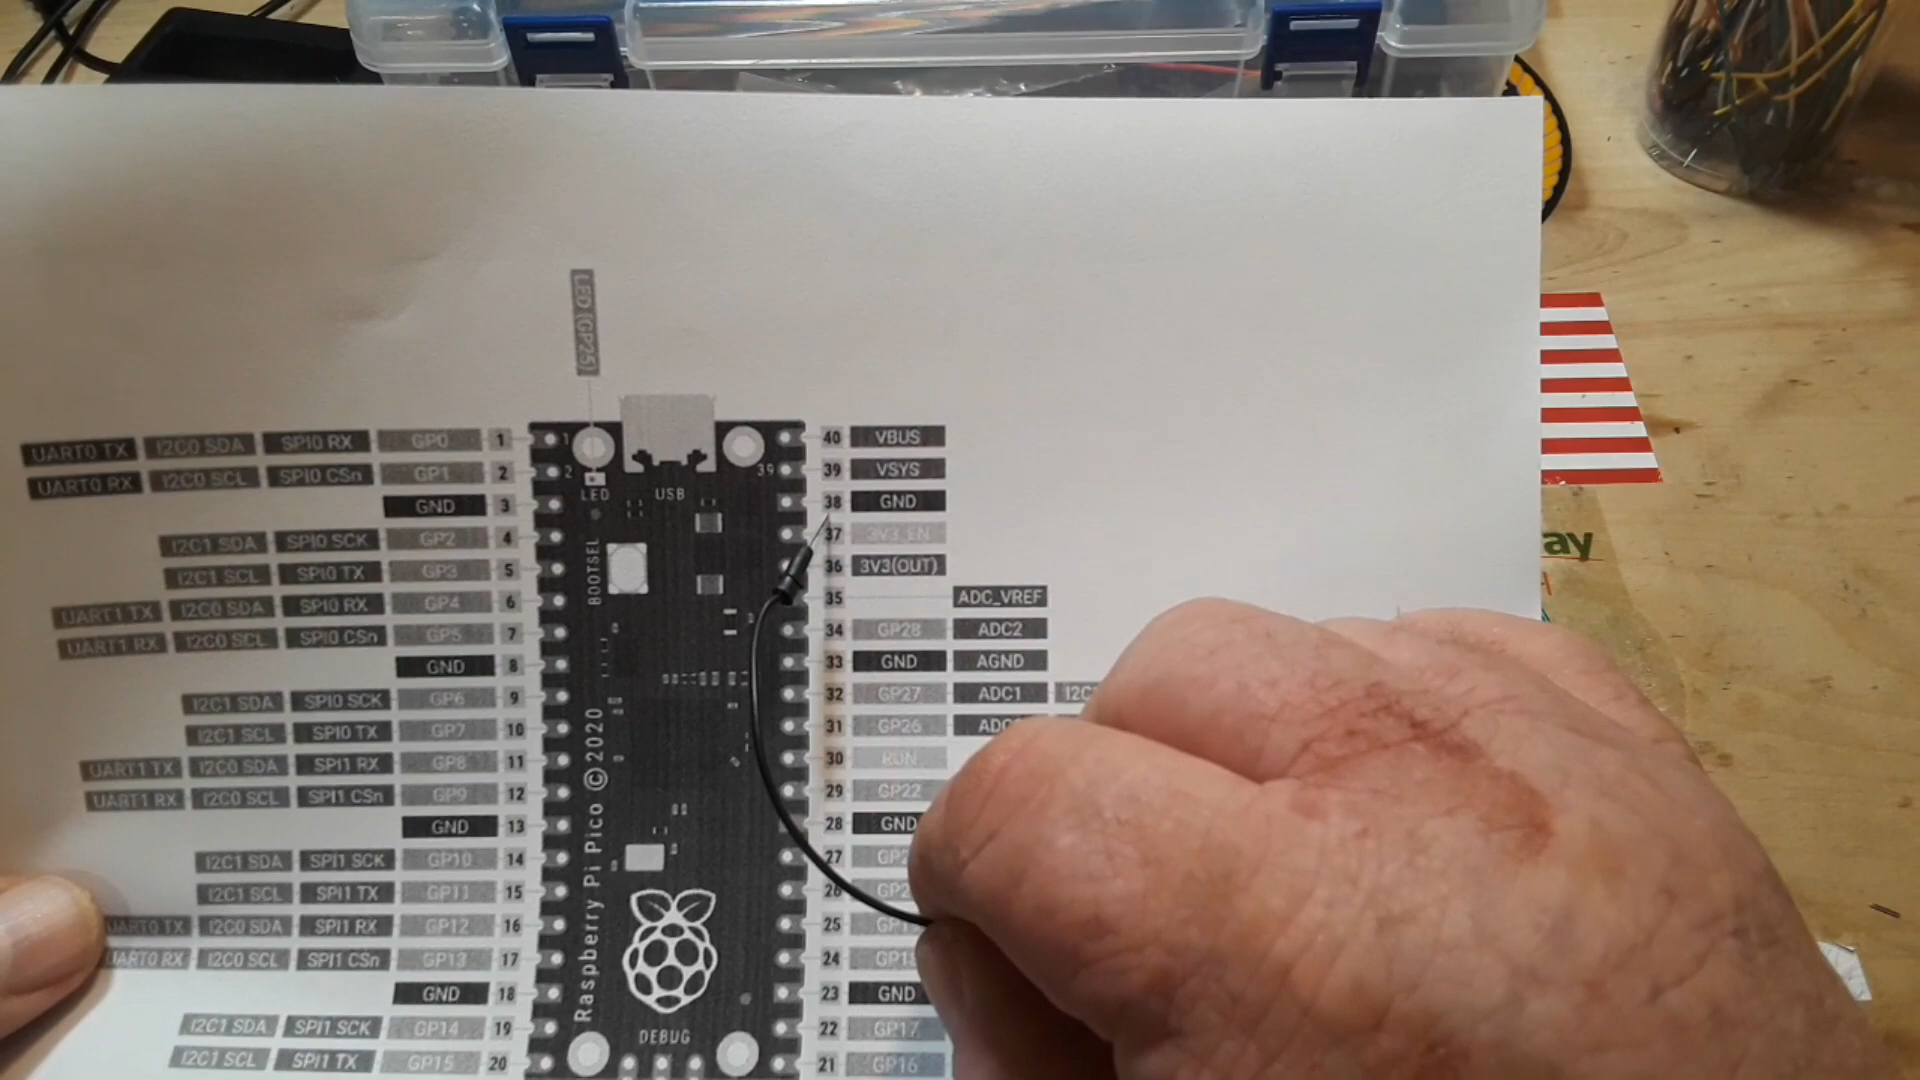 LED (GP25)
UART0 TX I2C0 SDA SPI0 RX GP0 1 1 40 VBUS
UART0 RX I2C0 SCL SPI0 CSn GP1 2 2 39 39 VSYS
GND 3 LED USB 38 GND
I2C1 SDA SPI0 SCK GP2 4 37 3V3_EN
I2C1 SCL SPI0 TX GP3 5 BOOTSEL 36 3V3(OUT)
UART1 TX I2C0 SDA SPI0 RX GP4 6 35 ADC_VREF
UART1 RX I2C0 SCL SPI0 CSn GP5 7 34 GP28 ADC2
GND 8 33 GND AGND
I2C1 SDA SPI0 SCK GP6 9 32 GP27 ADC1
I2C1 SCL SPI0 TX GP7 10 31 GP26
UART1 TX I2C0 SDA SPI1 RX GP8 11 30 RUN
UART1 RX I2C0 SCL SPI1 CSn GP9 12 29 GP22
GND 13 28 GND
I2C1 SDA SPI1 SCK GP10 14 27
I2C1 SCL SPI1 TX GP11 15 26
UART0 TX I2C0 SDA SPI1 RX GP12 16 25
UART0 RX I2C0 SCL SPI1 CSn GP13 17 24
GND 18 23 GND
I2C1 SDA SPI1 SCK GP14 19 22 GP17
I2C1 SCL SPI1 TX GP15 20 21 GP16
Raspberry Pi Pico ©2020
DEBUG
ay